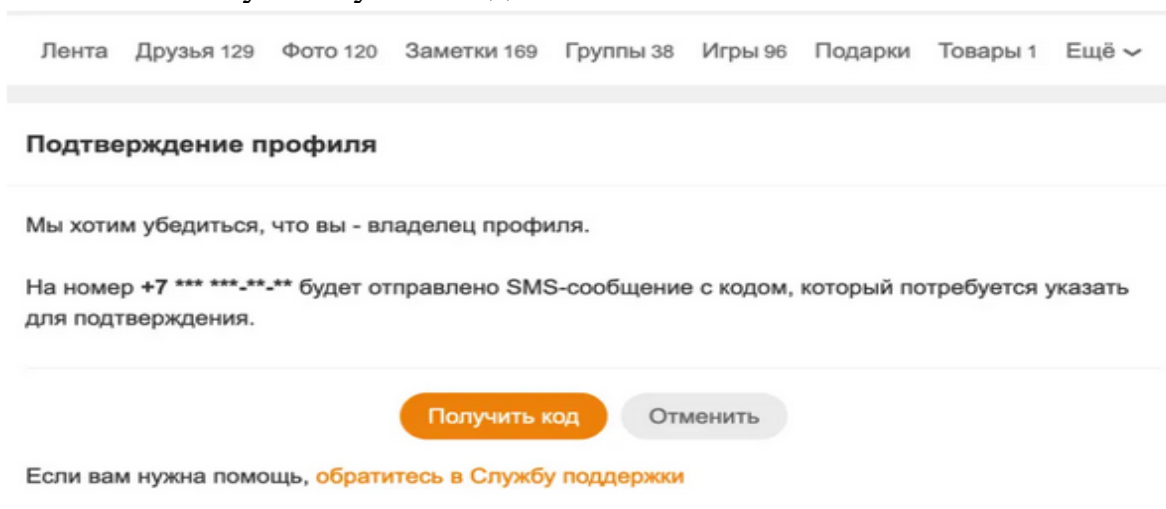 Лента Друзья 129 Фото 120 Заметки 169 Группы 38 Игры 96 Подарки Товары 1 Ещё
Подтверждение профиля
Мы хотим убедиться, что вы - владелец профиля.
На номер +7 *** ***-**-** будет отправлено SMS-сообщение с кодом, который потребуется указать
для подтверждения.
Получить код Отменить
Если вам нужна помощь, обратитесь в Службу поддержки